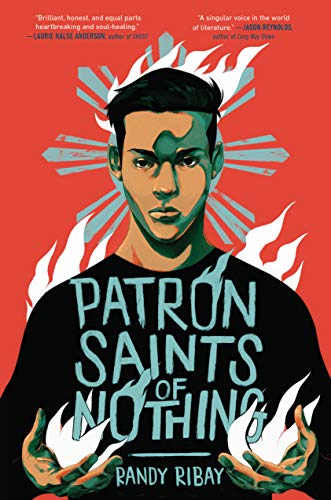 "Brilliant, honest, and equal parts
heartbreaking and soul-healing."
—LAURIE HALSE ANDERSON, author of SHOUT
"A singular voice in the world
of literature." —JASON REYNOLDS,
author of Long Way Down
PATRON
SAINTS
OF
NOTHING
RANDY RIBAY